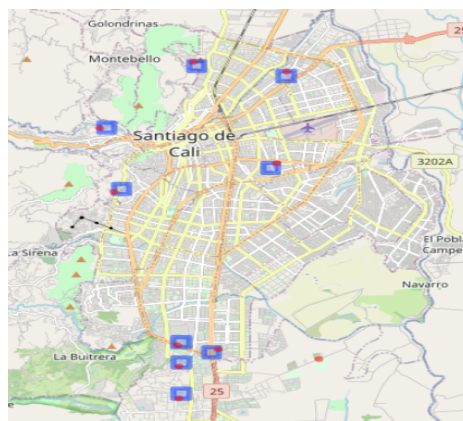 Golondrinas
25
Montebello
Santiago de
Cali
3202A
La Sirena
El Pobla
Campe
Navarro
La Buitrera
25